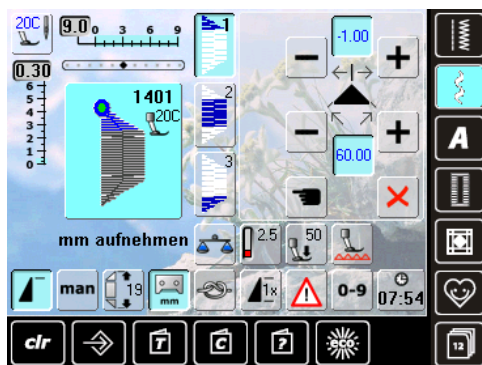 20C 9.0 0 3 6 9 1 -1.00
0.30
6 5 4 3 2 1 0
1401
20C
2
3
60.00
mm aufnehmen 2.5 50
man 19 mm 1x 0-9 07:54
A
clr T C ? eco 12